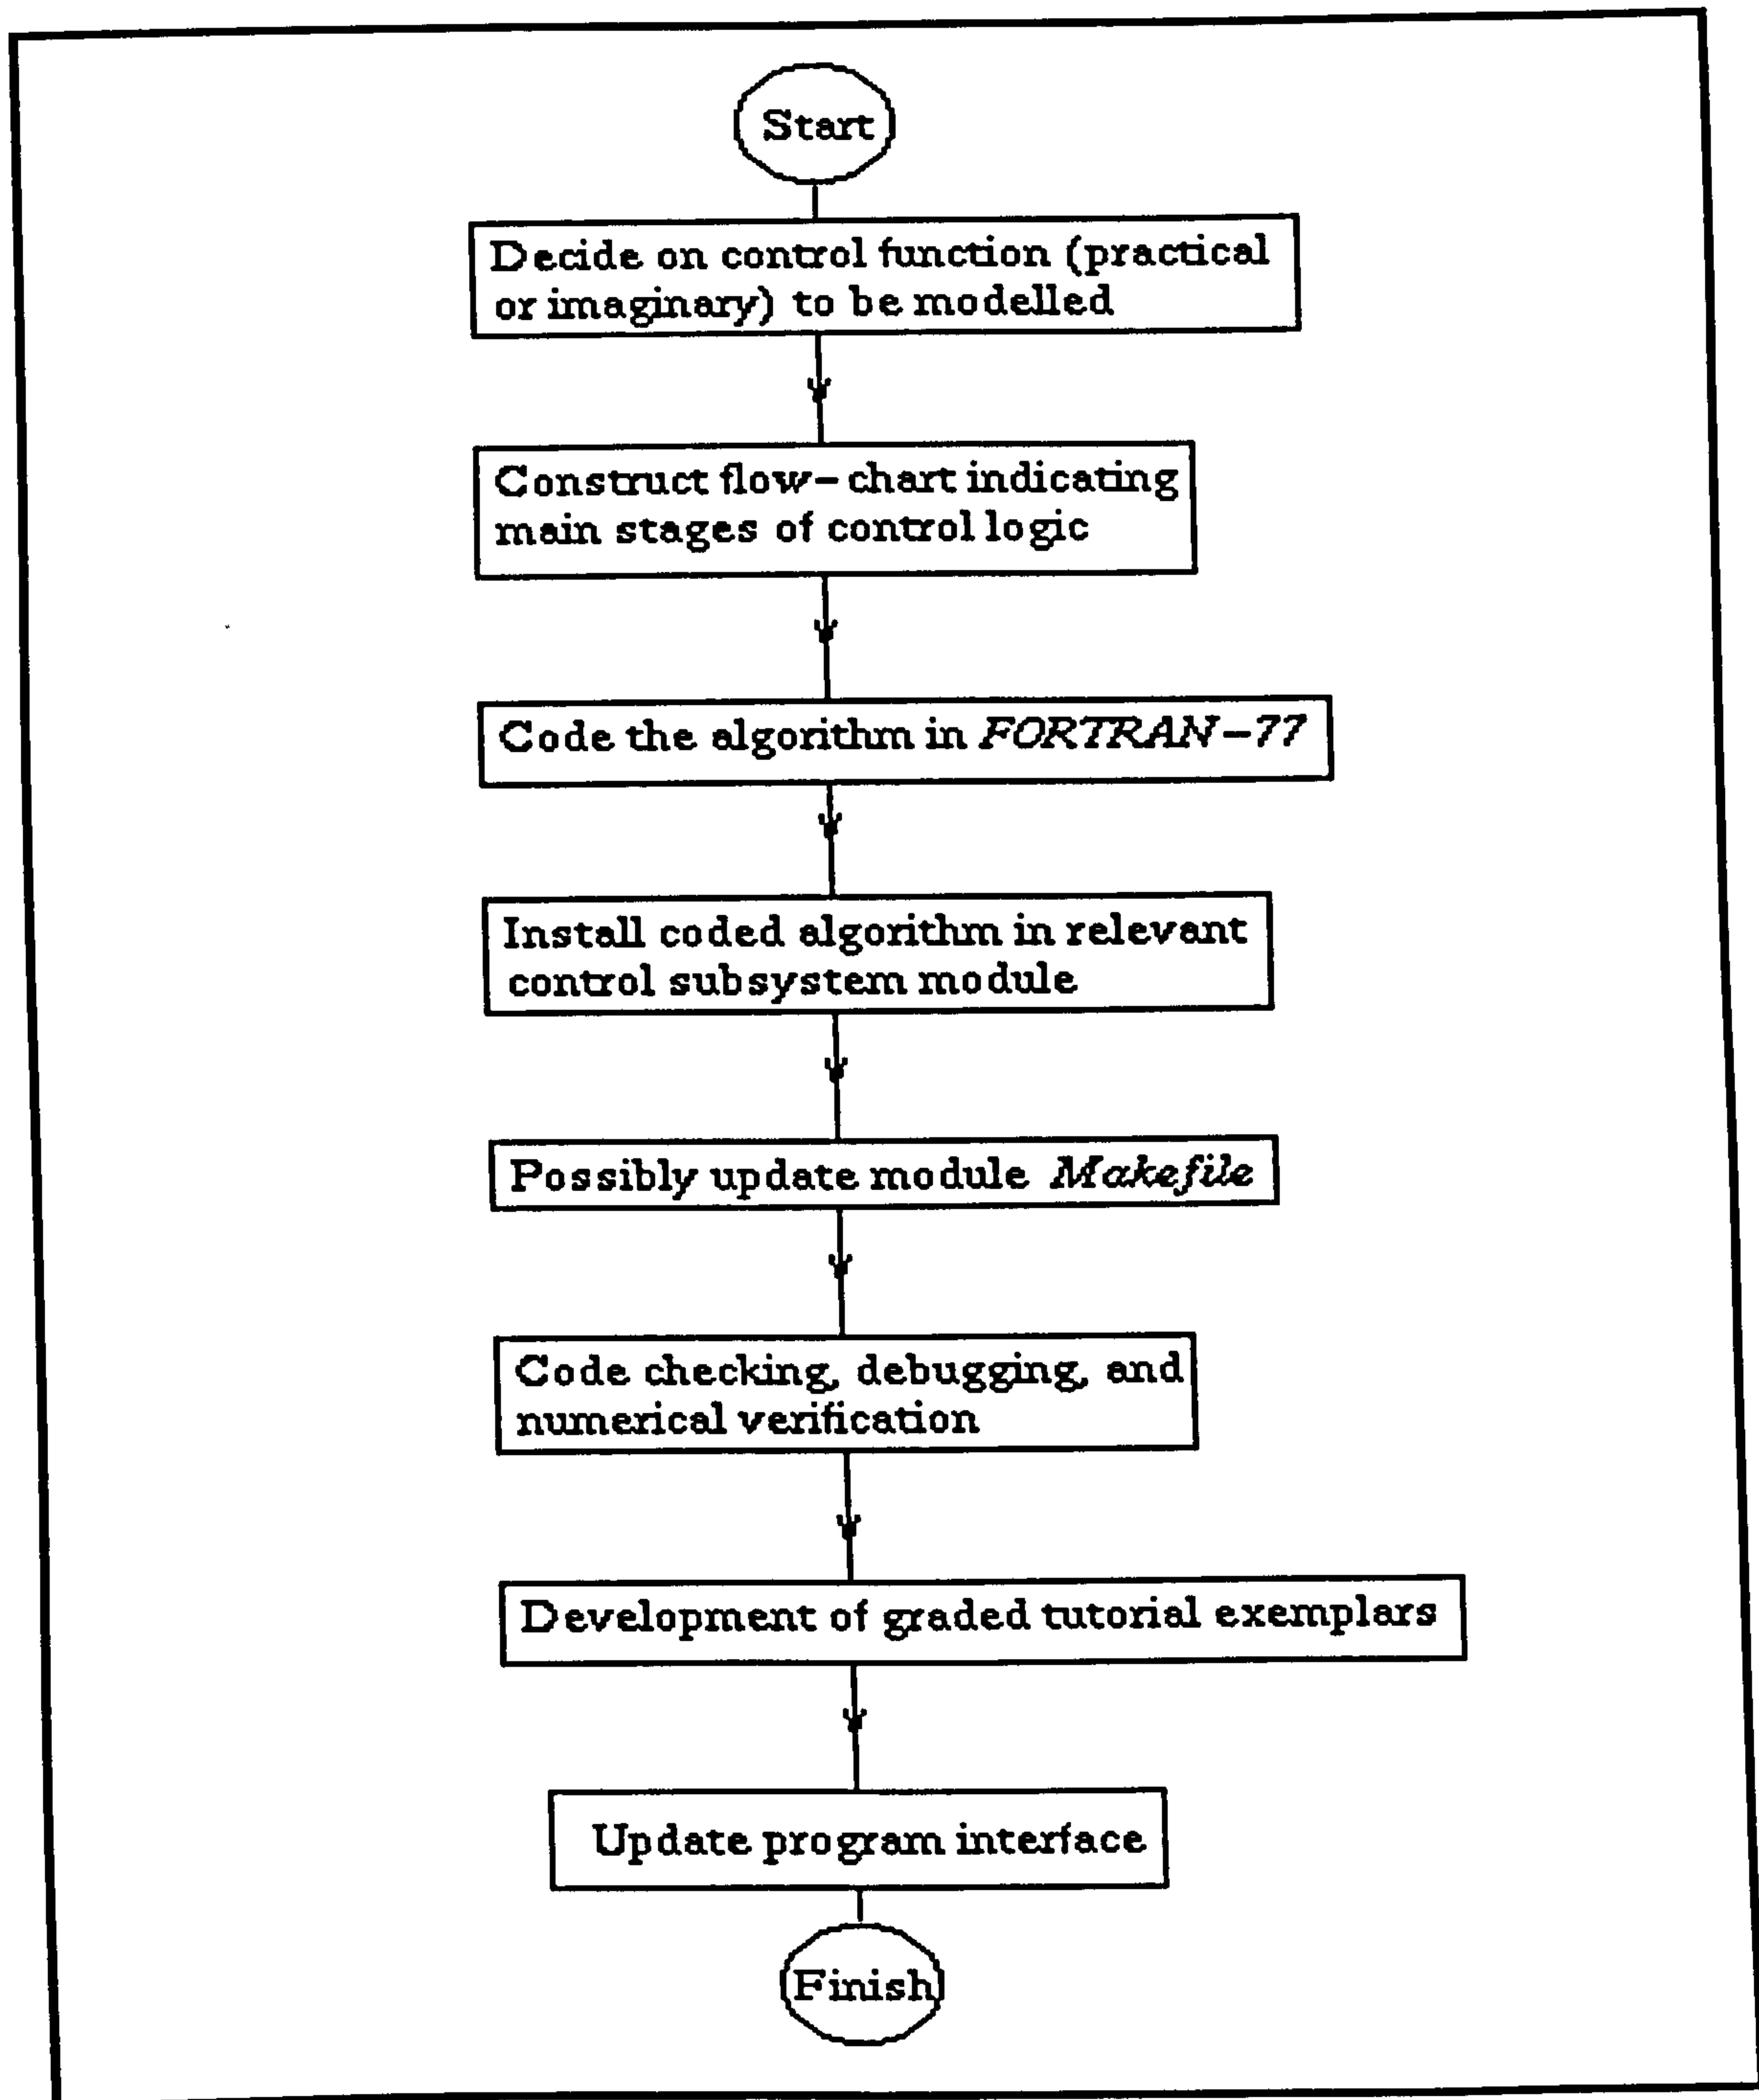 Start
Decide on control function (practical
or imaginary) to be modelled
Construct flow-chart indicating
main stages of control logic
Code the algorithm in FORTRAN-77
Install coded algorithm in relevant
control subsystem module
Possibly update module Makefile
Code checking, debugging, and
numerical verification
Development of graded tutorial exemplars
Update program interface
Finish